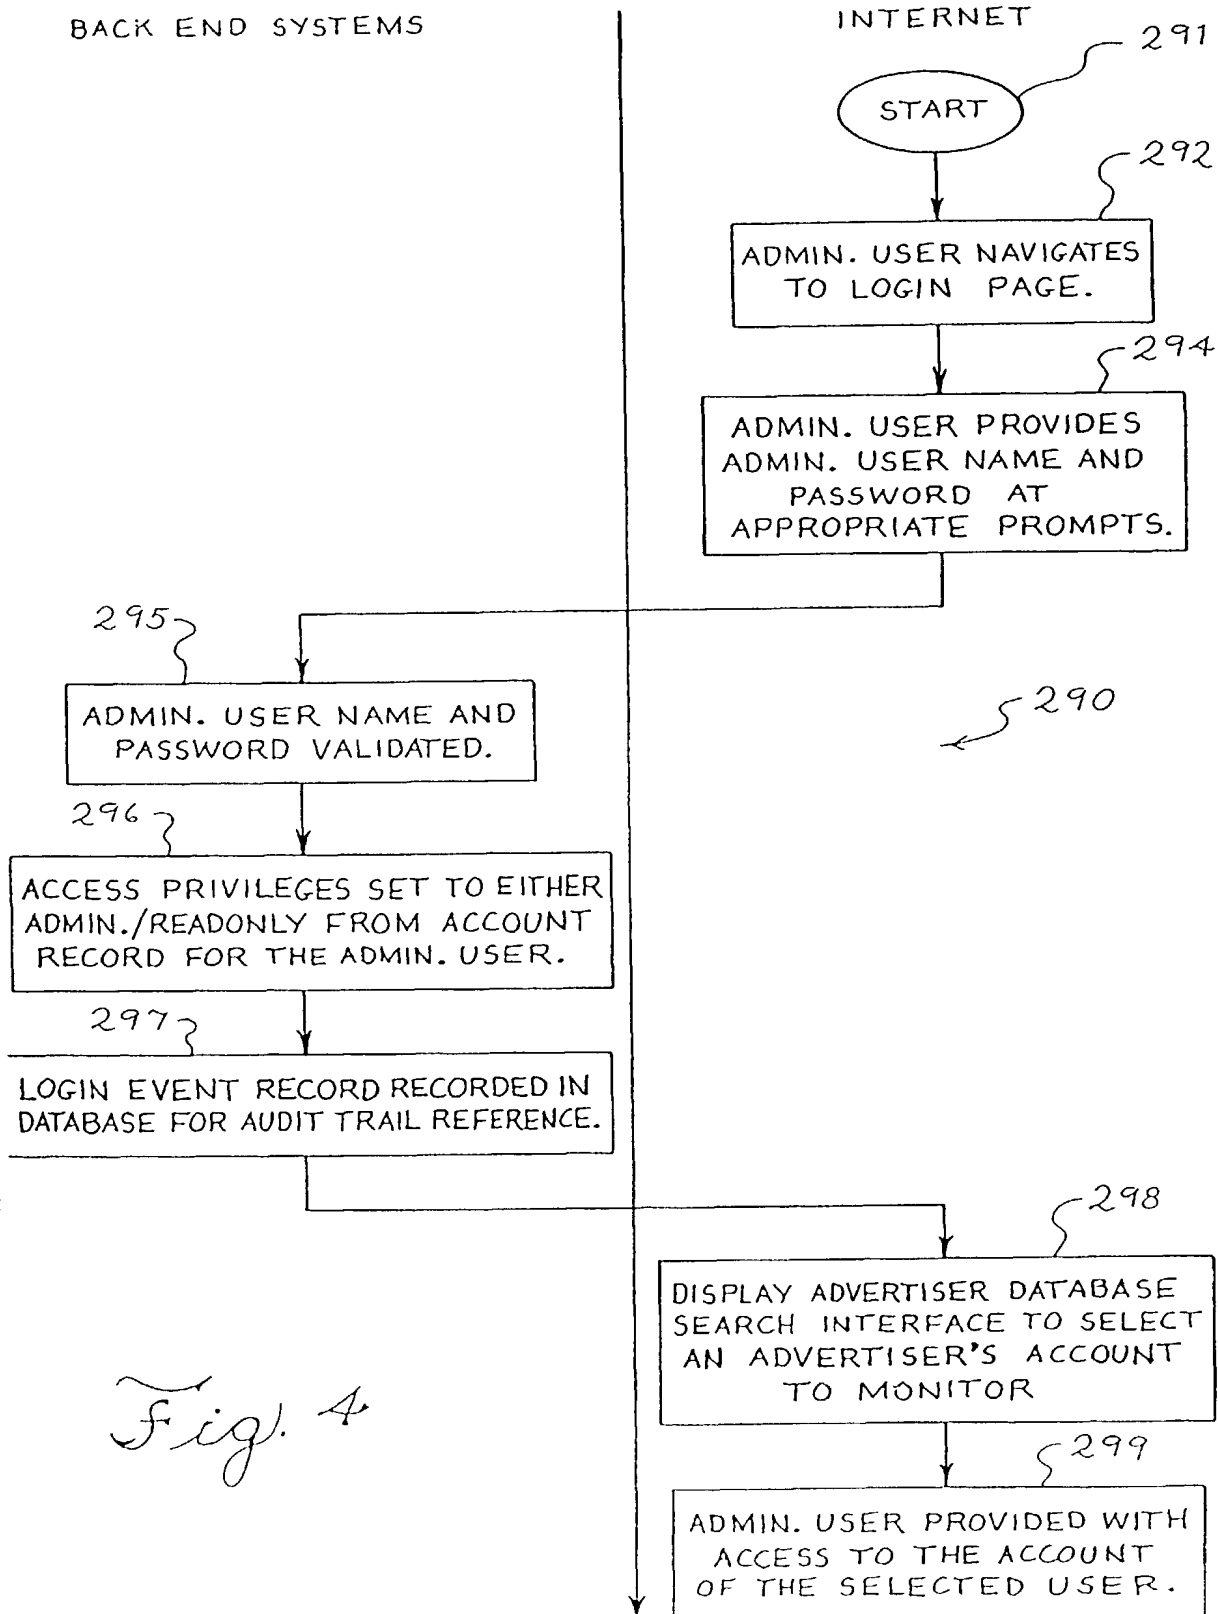 BACK END SYSTEMS
INTERNET
291
START
292
ADMIN. USER NAVIGATES
TO LOGIN PAGE.
294
ADMIN. USER PROVIDES
ADMIN. USER NAME AND
PASSWORD AT
APPROPRIATE PROMPTS.
295
ADMIN. USER NAME AND
PASSWORD VALIDATED.
290
296
ACCESS PRIVILEGES SET TO EITHER
ADMIN./READONLY FROM ACCOUNT
RECORD FOR THE ADMIN. USER.
297
LOGIN EVENT RECORD RECORDED IN
DATABASE FOR AUDIT TRAIL REFERENCE.
298
DISPLAY ADVERTISER DATABASE
SEARCH INTERFACE TO SELECT
AN ADVERTISER'S ACCOUNT
TO MONITOR
Fig. 4
299
ADMIN. USER PROVIDED WITH
ACCESS TO THE ACCOUNT
OF THE SELECTED USER.